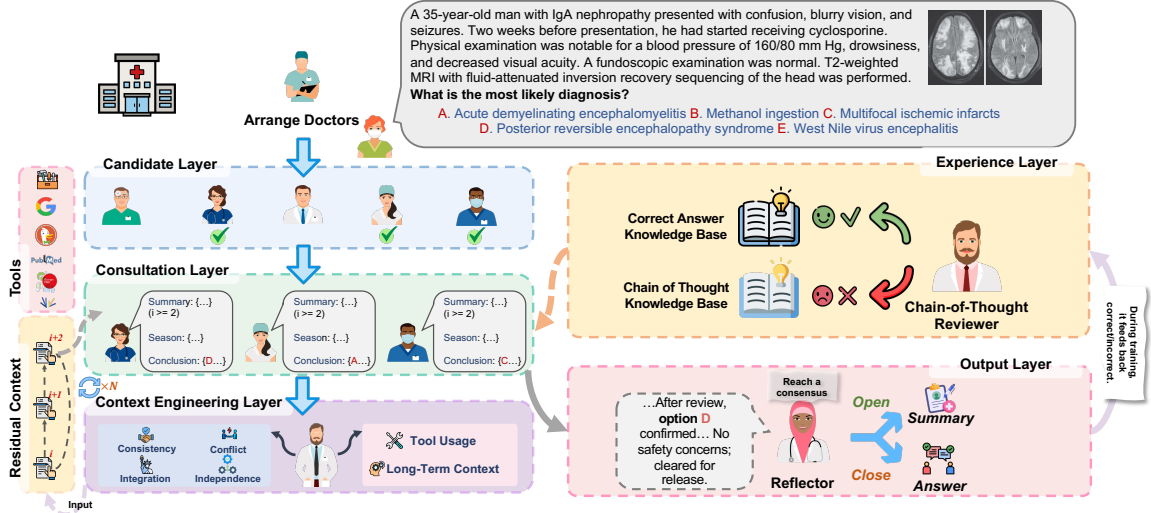 A 35-year-old man with IgA nephropathy presented with confusion, blurry vision, and
seizures. Two weeks before presentation, he had started receiving cyclosporine.
Physical examination was notable for a blood pressure of 160/80 mm Hg, drowsiness,
and decreased visual acuity. A fundoscopic examination was normal. T2-weighted
MRI with fluid-attenuated inversion recovery sequencing of the head was performed.
What is the most likely diagnosis?
A. Acute demyelinating encephalomyelitis B. Methanol ingestion C. Multifocal ischemic infarcts
D. Posterior reversible encephalopathy syndrome E. West Nile virus encephalitis
Arrange Doctors
Candidate Layer
Tools
PubMed
Consultation Layer
Summary: {...}
(i >= 2)
Season: {...}
Conclusion: {D...}
Summary: {...}
(i >= 2)
Season: {...}
Conclusion: {A...}
Summary: {...}
(i >= 2)
Season: {...}
Conclusion: {C...}
Residual Context
i+2
i+1
i
×N
Input
Context Engineering Layer
Consistency
Conflict
Integration
Independence
Tool Usage
Long-Term Context
Experience Layer
Correct Answer
Knowledge Base
Chain of Thought
Knowledge Base
Chain-of-Thought
Reviewer
During training,
it feeds back
correct/incorrect.
Output Layer
...After review,
option D
confirmed... No
safety concerns;
cleared for
release.
Reach a
consensus
Reflector
Open
Close
Summary
Answer